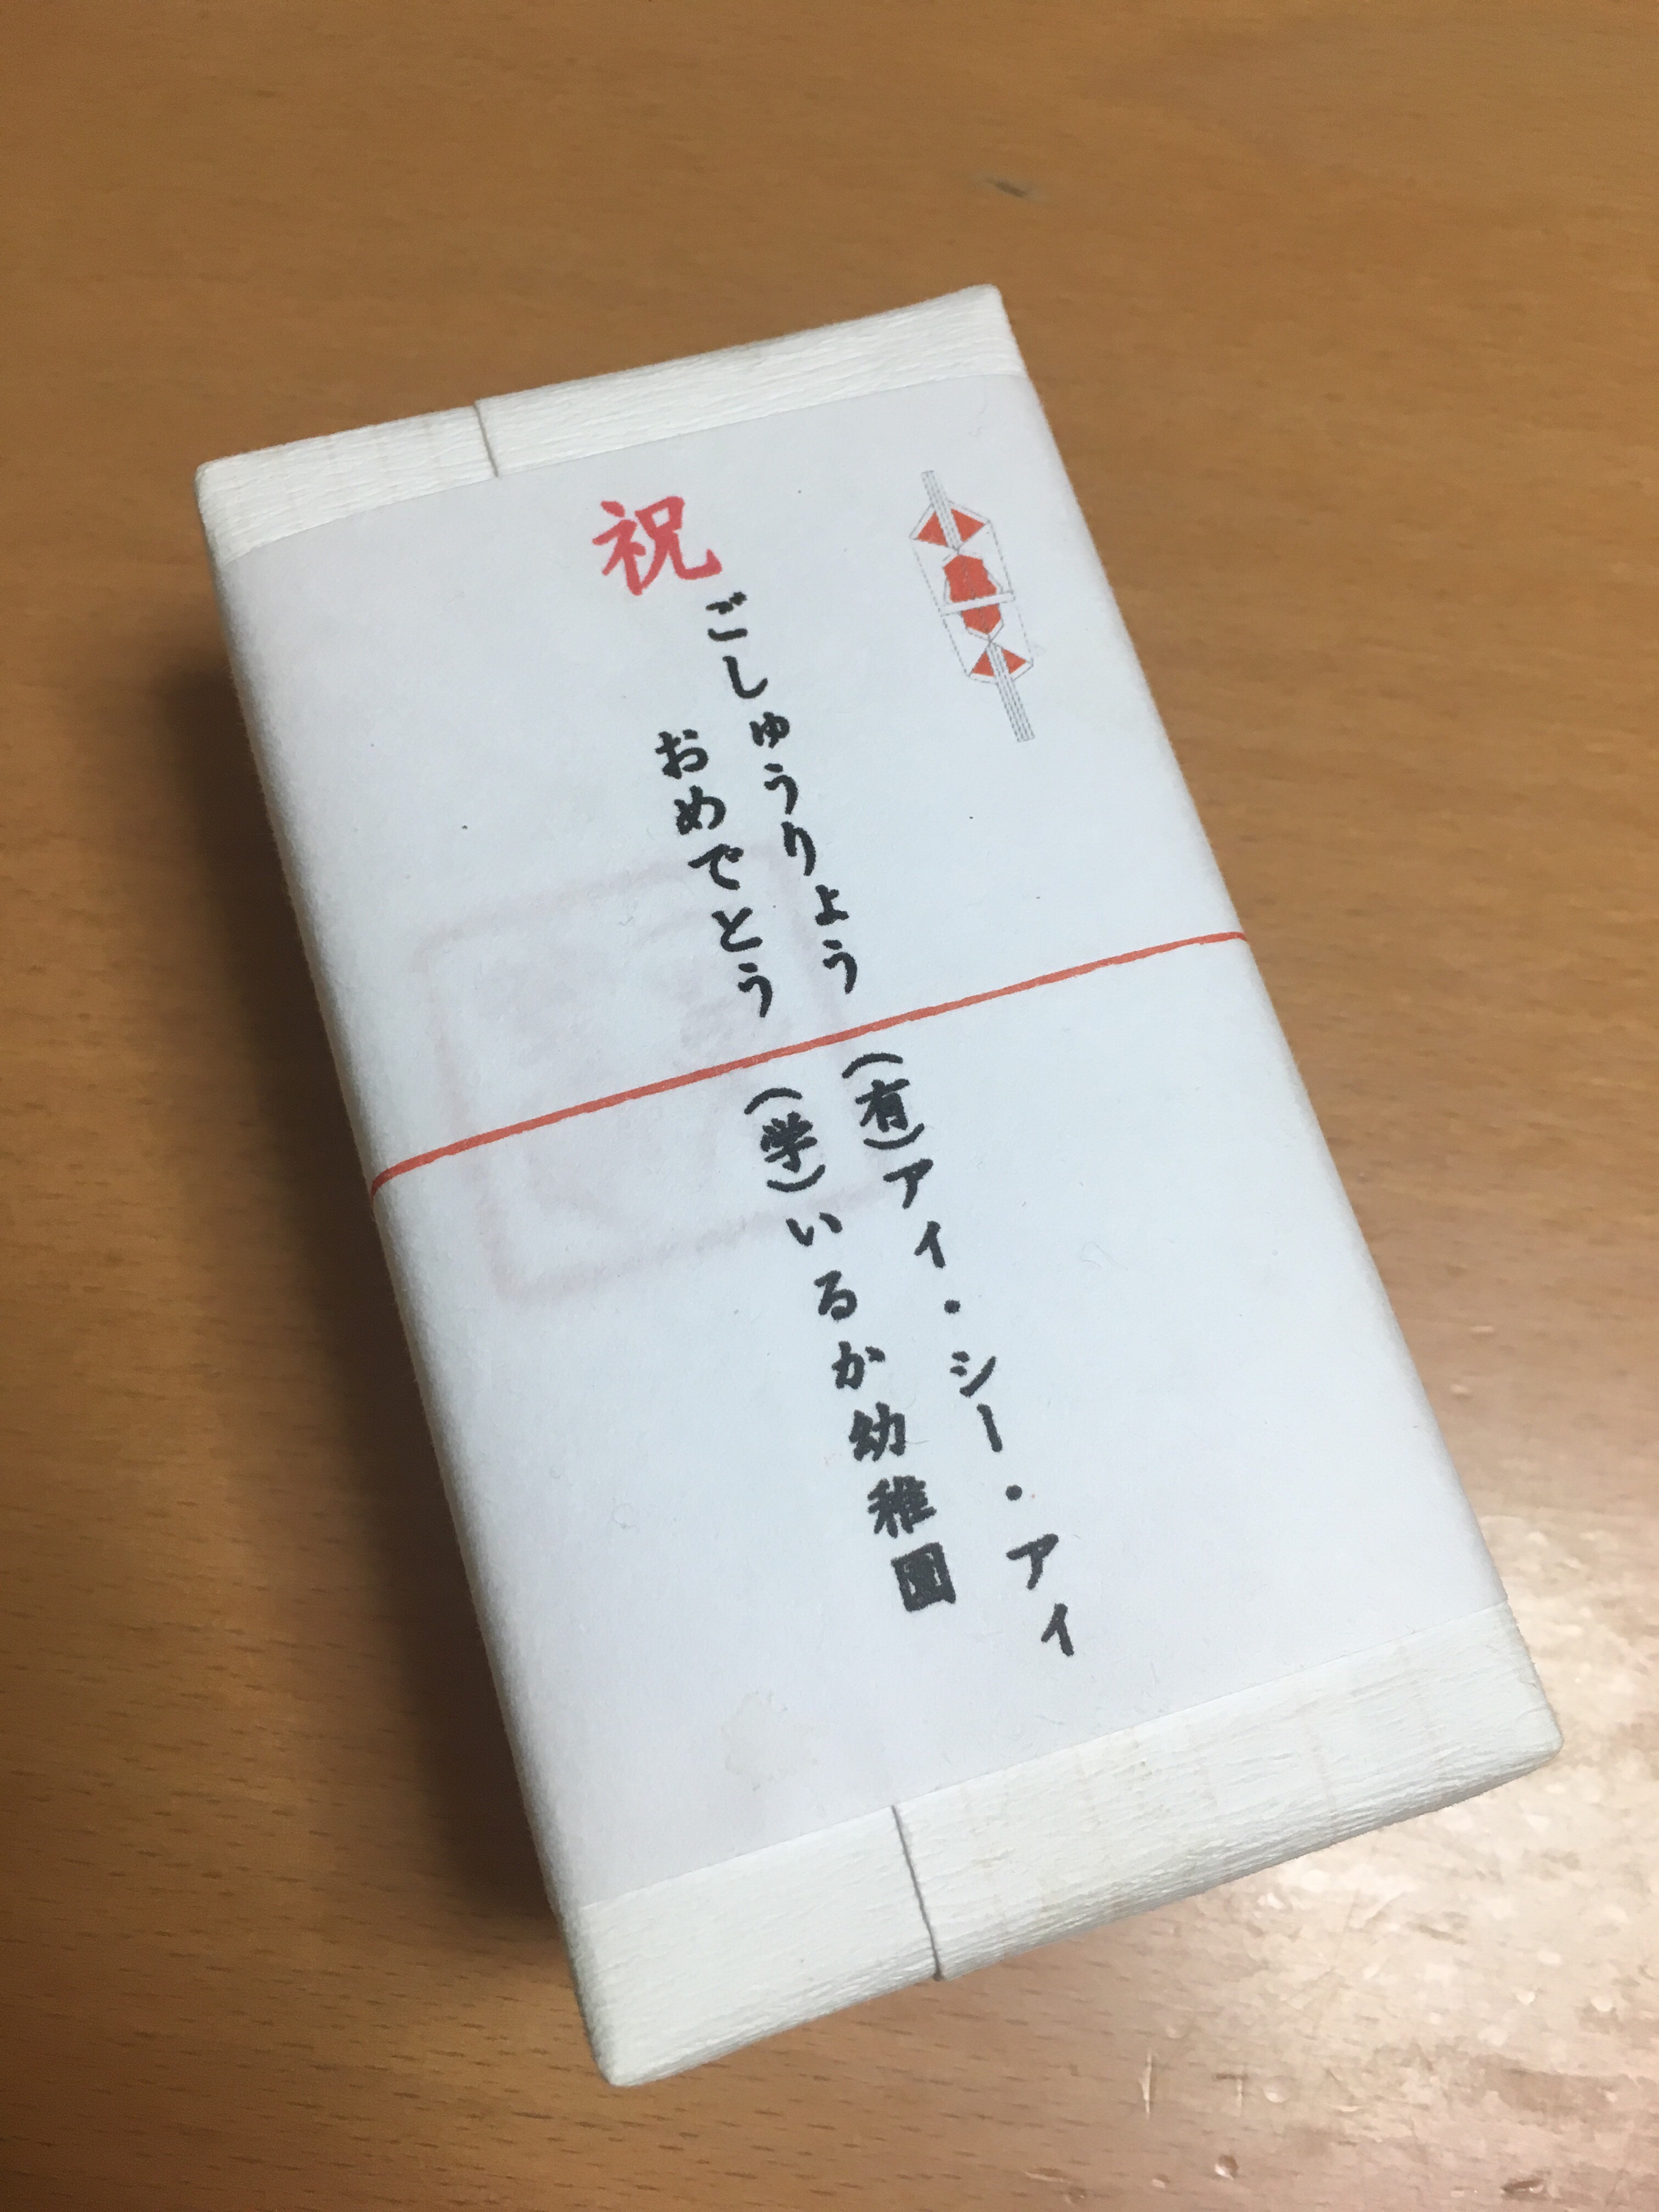 祝
ごしゅうりょう
おめでとう
(有)アイ・シー・アイ
(学)いるか幼稚園